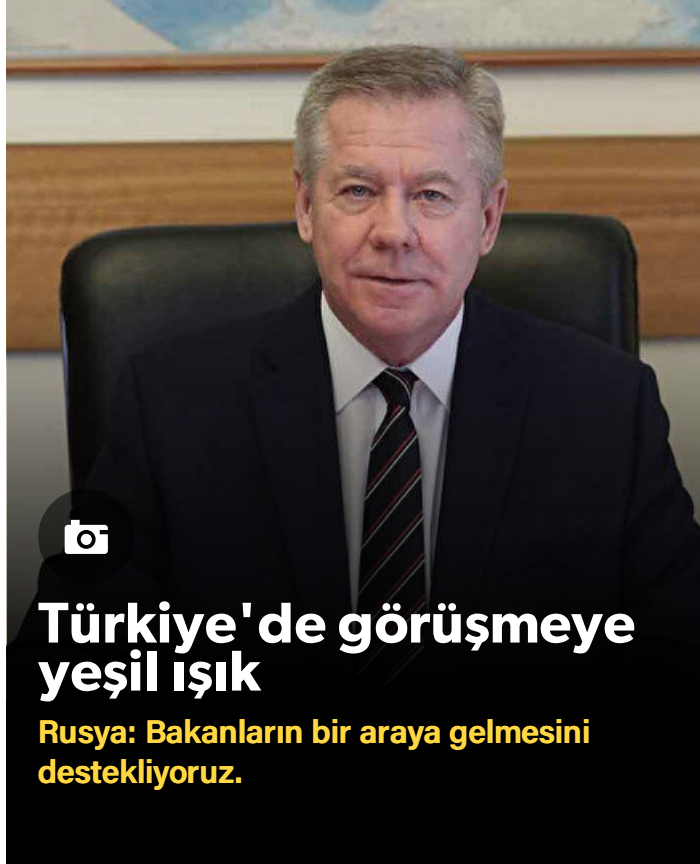 Türkiye'de görüşmeye
yeşil ışık
Rusya: Bakanların bir araya gelmesini
destekliyoruz.